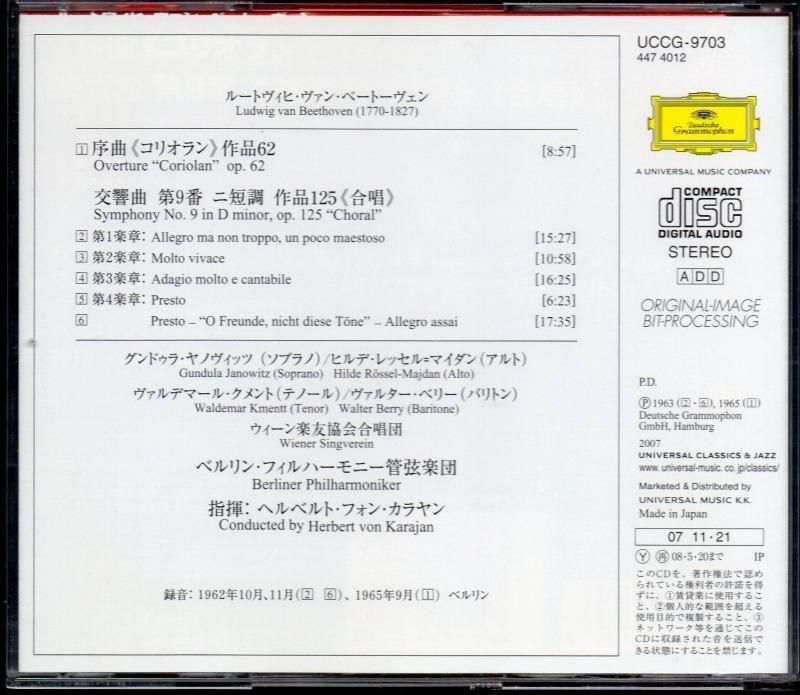 ルートヴィヒ・ヴァン・ベートーヴェン
Ludwig van Beethoven (1770-1827)
1 序曲《コリオラン》作品62 [8:57]
Overture “Coriolan” op. 62
交響曲 第9番 ニ短調 作品125《合唱》
Symphony No. 9 in D minor, op. 125 “Choral”
2 第1楽章: Allegro ma non troppo, un poco maestoso [15:27]
3 第2楽章: Molto vivace [10:58]
4 第3楽章: Adagio molto e cantabile [16:25]
5 第4楽章: Presto [6:23]
6 Presto – “O Freunde, nicht diese Töne” – Allegro assai [17:35]
グンドゥラ・ヤノヴィッツ（ソプラノ）/ヒルデ・レッセル=マイダン（アルト）
Gundula Janowitz (Soprano) Hilde Rössel-Majdan (Alto)
ヴァルデマール・クメント（テノール）/ヴァルター・ベリー（バリトン）
Waldemar Kmentt (Tenor) Walter Berry (Baritone)
ウィーン楽友協会合唱団
Wiener Singverein
ベルリン・フィルハーモニー管弦楽団
Berliner Philharmoniker
指揮: ヘルベルト・フォン・カラヤン
Conducted by Herbert von Karajan
録音: 1962年10月、11月(2 6)、1965年9月(1) ベルリン
UCCG-9703
447 4012
Deutsche
Grammophon
A UNIVERSAL MUSIC COMPANY
COMPACT
disc
DIGITAL AUDIO
STEREO
ADD
ORIGINAL-IMAGE
BIT-PROCESSING
P.D.
Ⓟ 1963 (2 - 6), 1965 (1)
Deutsche Grammophon
GmbH, Hamburg
2007
UNIVERSAL CLASSICS & JAZZ
www.universal-music.co.jp/classics/
Marketed & Distributed by
UNIVERSAL MUSIC K.K.
Made in Japan
07 11・21
Ⓨ 再 08・5・20まで IP
このCDを、著作権法で認め
られている権利者の許諾を得
ずに、①賃貸業に使用するこ
と、②個人的な範囲を超える
使用目的で複製すること、③
ネットワーク等を通じてこの
CDに収録された音を送信で
きる状態にすることを禁じます。